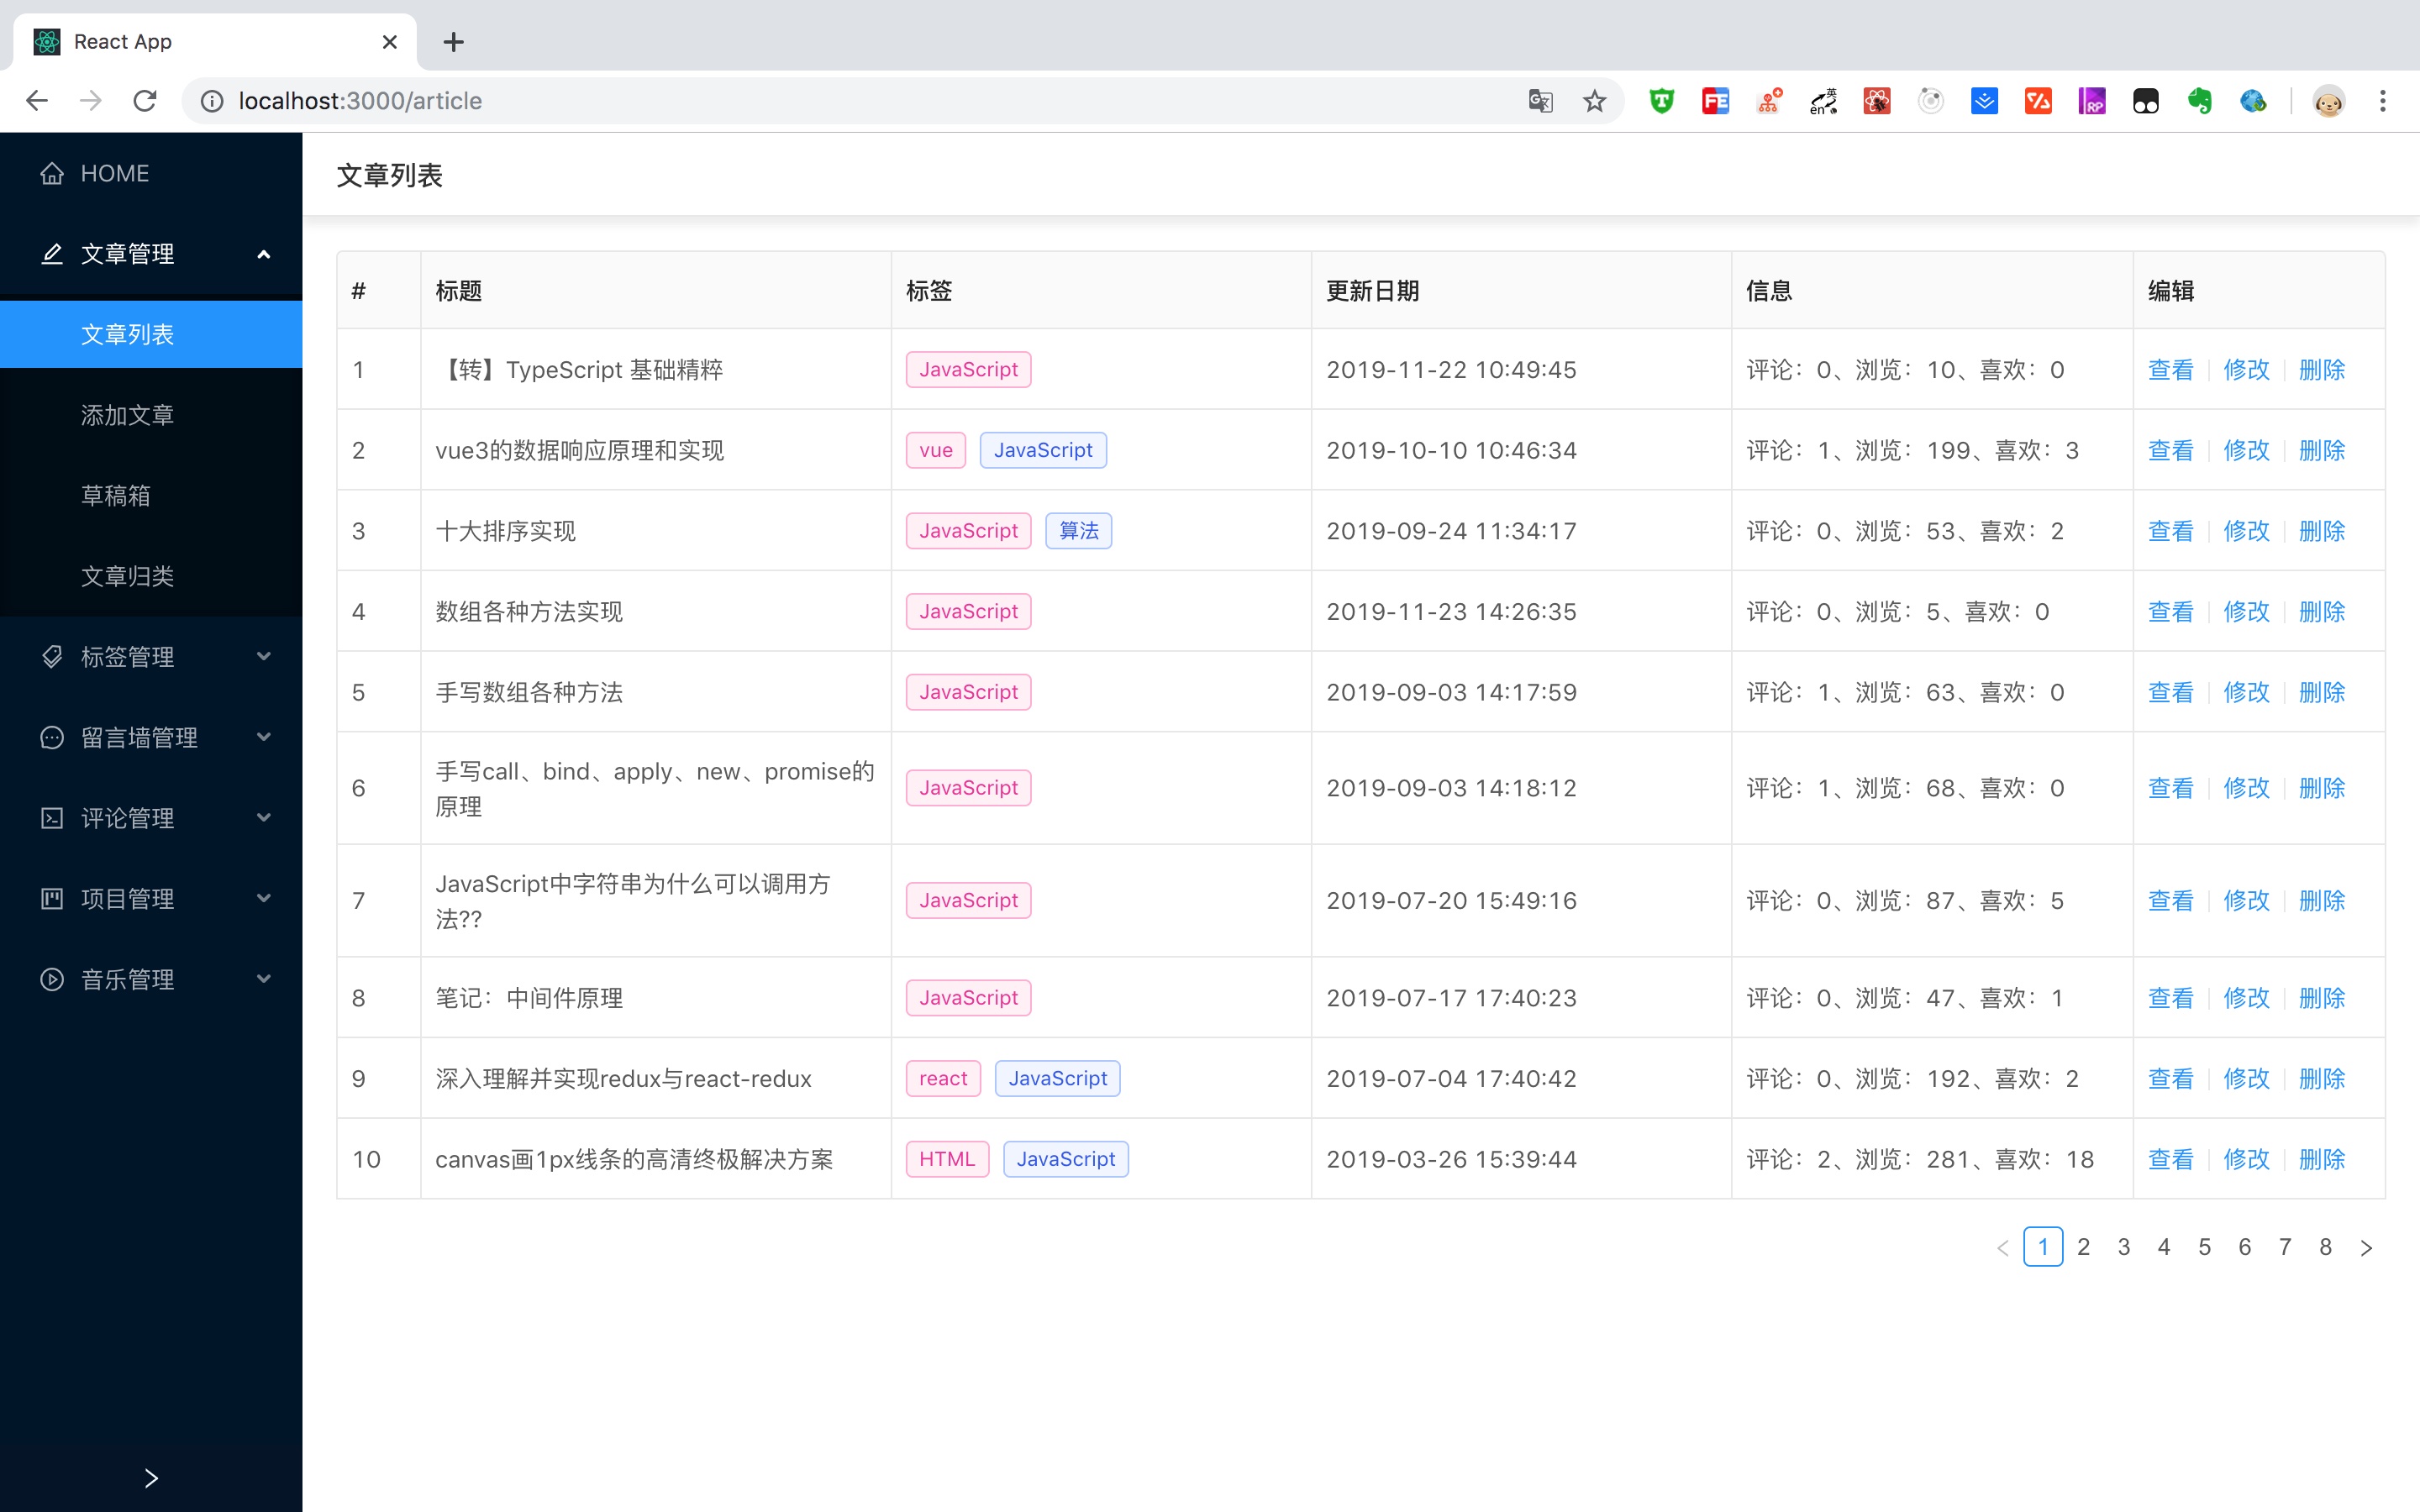 React App
localhost:3000/article
HOME
文章管理
文章列表
添加文章
草稿箱
文章归类
标签管理
留言墙管理
评论管理
项目管理
音乐管理
文章列表
# 标题 标签 更新日期 信息 编辑
1 【转】TypeScript 基础精粹 JavaScript 2019-11-22 10:49:45 评论：0、浏览：10、喜欢：0 查看 修改 删除
2 vue3的数据响应原理和实现 vue JavaScript 2019-10-10 10:46:34 评论：1、浏览：199、喜欢：3 查看 修改 删除
3 十大排序实现 JavaScript 算法 2019-09-24 11:34:17 评论：0、浏览：53、喜欢：2 查看 修改 删除
4 数组各种方法实现 JavaScript 2019-11-23 14:26:35 评论：0、浏览：5、喜欢：0 查看 修改 删除
5 手写数组各种方法 JavaScript 2019-09-03 14:17:59 评论：1、浏览：63、喜欢：0 查看 修改 删除
6 手写call、bind、apply、new、promise的
原理 JavaScript 2019-09-03 14:18:12 评论：1、浏览：68、喜欢：0 查看 修改 删除
7 JavaScript中字符串为什么可以调用方
法?? JavaScript 2019-07-20 15:49:16 评论：0、浏览：87、喜欢：5 查看 修改 删除
8 笔记：中间件原理 JavaScript 2019-07-17 17:40:23 评论：0、浏览：47、喜欢：1 查看 修改 删除
9 深入理解并实现redux与react-redux react JavaScript 2019-07-04 17:40:42 评论：0、浏览：192、喜欢：2 查看 修改 删除
10 canvas画1px线条的高清终极解决方案 HTML JavaScript 2019-03-26 15:39:44 评论：2、浏览：281、喜欢：18 查看 修改 删除
1 2 3 4 5 6 7 8